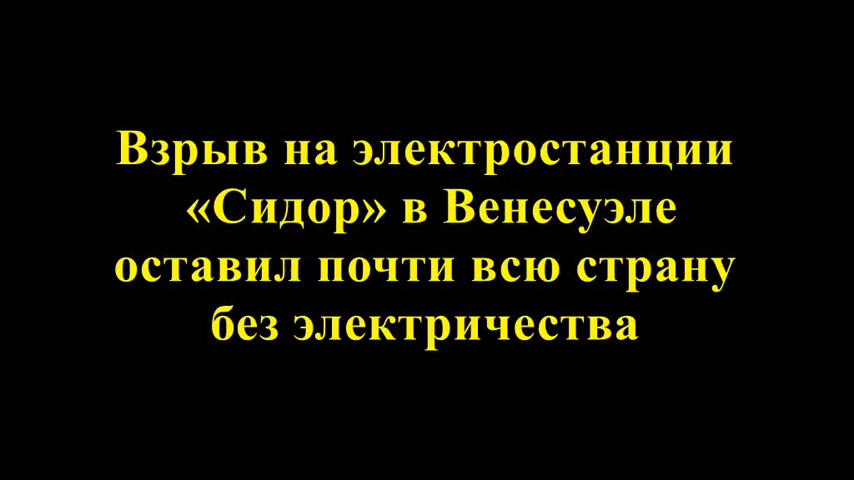 Взрыв на электростанции
«Сидор» в Венесуэле
оставил почти всю страну
без электричества